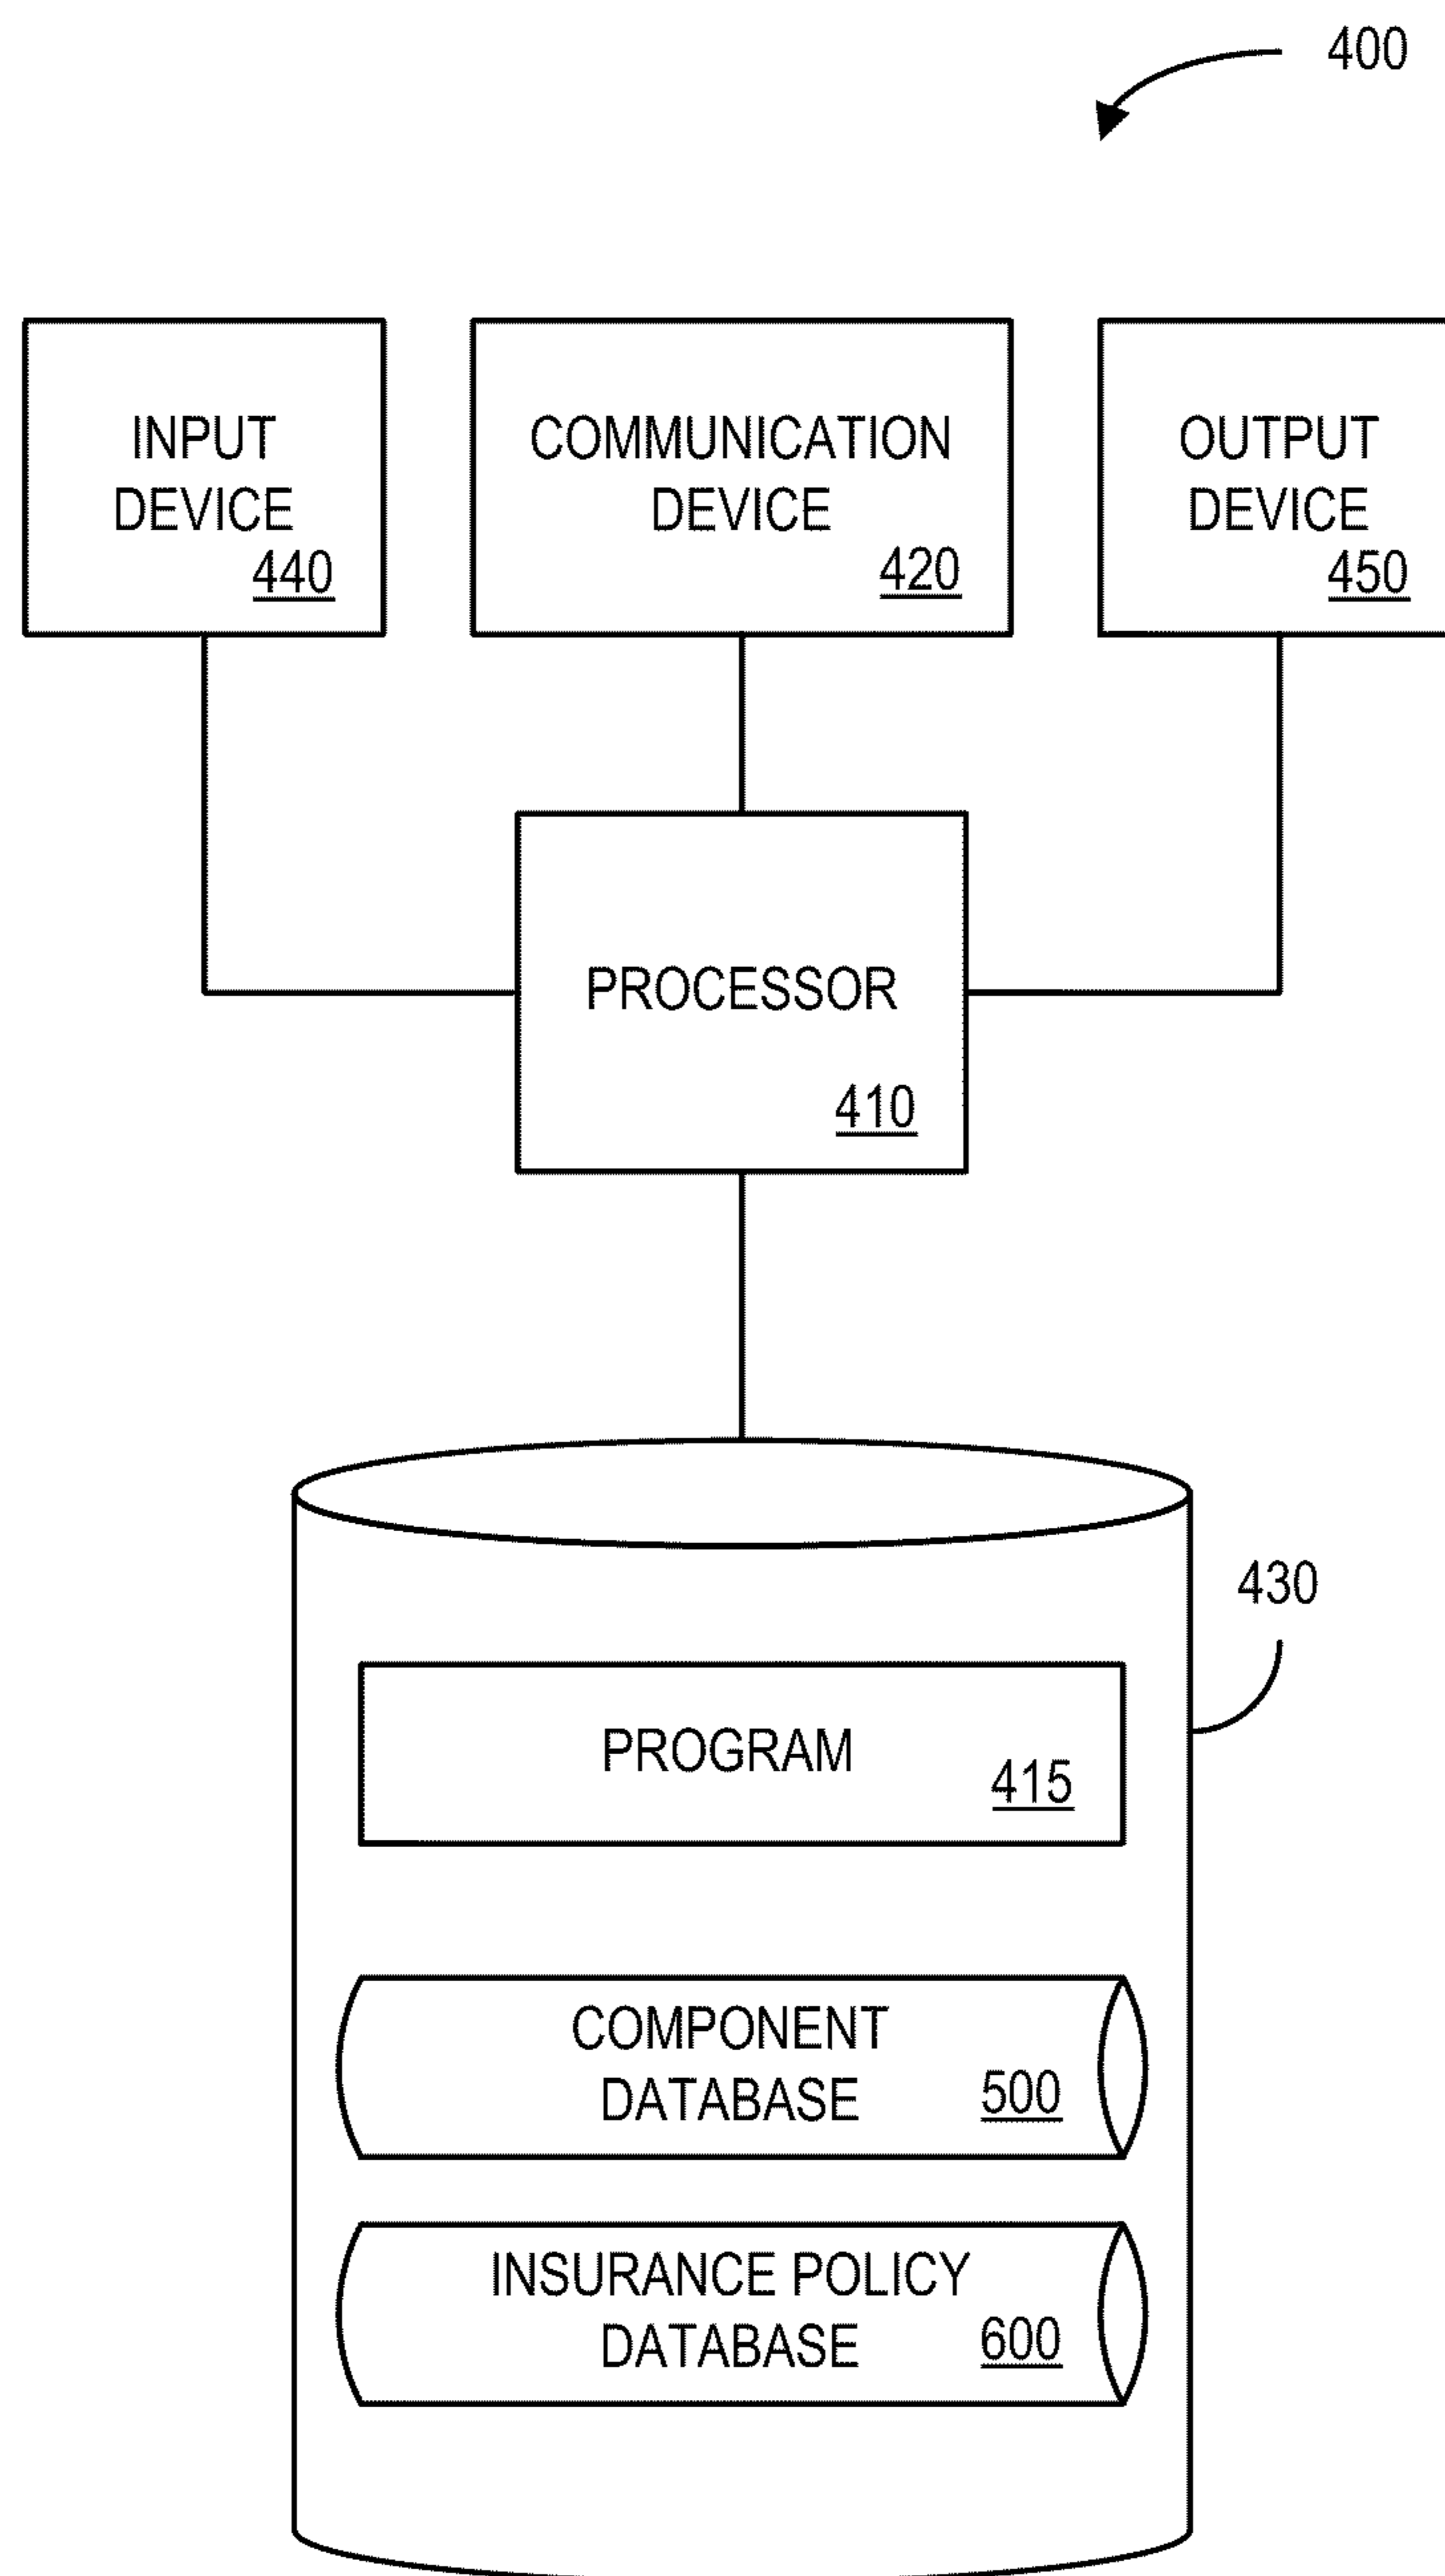 400
INPUT
DEVICE
440
COMMUNICATION
DEVICE
420
OUTPUT
DEVICE
450
PROCESSOR
410
430
PROGRAM
415
COMPONENT
DATABASE
500
INSURANCE POLICY
DATABASE
600